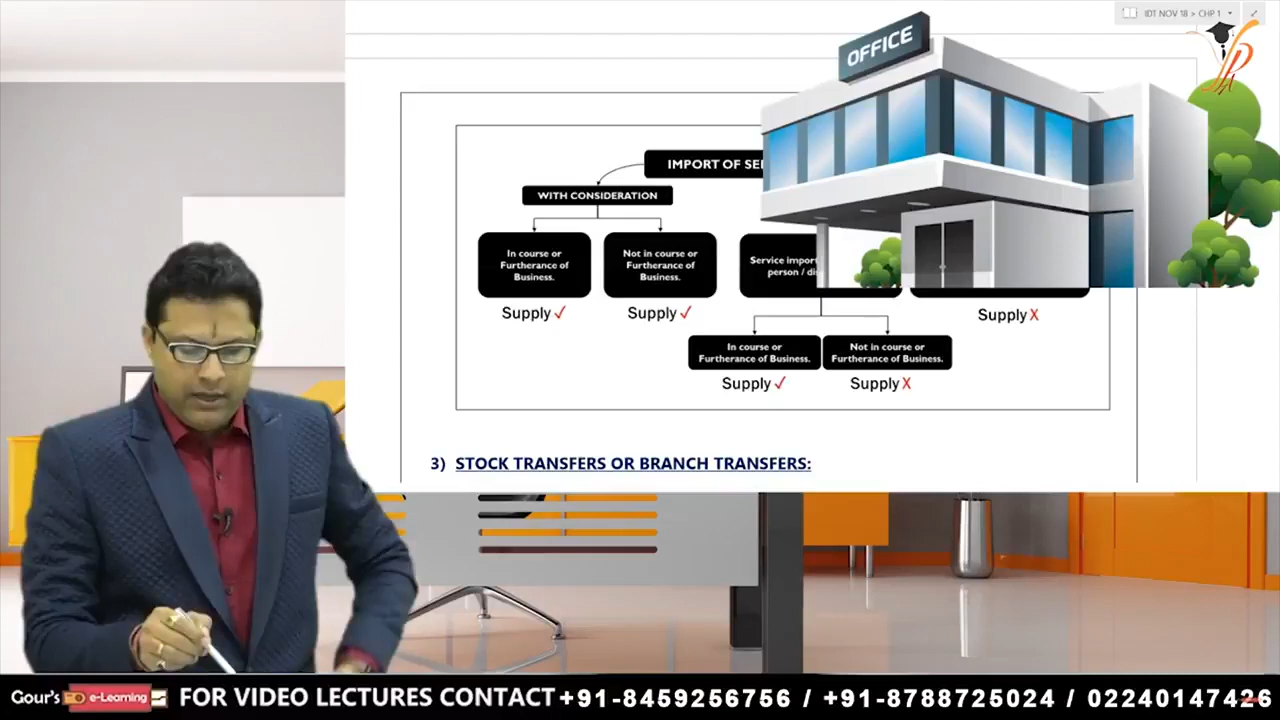 IDT NOV 18 > CHP 1
OFFICE
IMPORT OF SE
WITH CONSIDERATION
In course or
Furtherance of
Business.
Not in course or
Furtherance of
Business.
Service import
person / di
Supply ✓
Supply ✓
Supply X
In course or
Furtherance of Business.
Not in course or
Furtherance of Business.
Supply ✓
Supply X
3) STOCK TRANSFERS OR BRANCH TRANSFERS:
Gour's e-Learning FOR VIDEO LECTURES CONTACT +91-8459256756 / +91-8788725024 / 02240147426